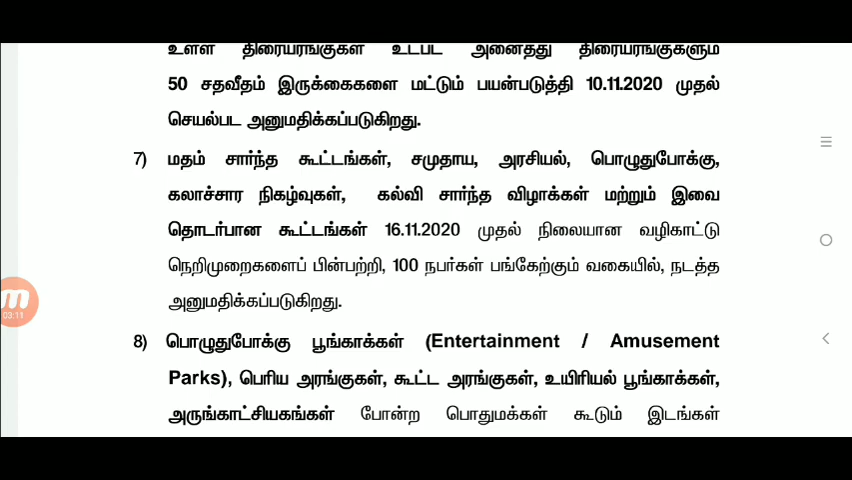 உள்ள திரையரங்குகள் உட்பட அனைத்து திரையரங்குகளும்
50 சதவீதம் இருக்கைகளை மட்டும் பயன்படுத்தி 10.11.2020 முதல்
செயல்பட அனுமதிக்கப்படுகிறது.
7) மதம் சார்ந்த கூட்டங்கள், சமுதாய, அரசியல், பொழுதுபோக்கு,
கலாச்சார நிகழ்வுகள், கல்வி சார்ந்த விழாக்கள் மற்றும் இவை
தொடர்பான கூட்டங்கள் 16.11.2020 முதல் நிலையான வழிகாட்டு
நெறிமுறைகளைப் பின்பற்றி, 100 நபர்கள் பங்கேற்கும் வகையில், நடத்த
அனுமதிக்கப்படுகிறது.
03:11
8) பொழுதுபோக்கு பூங்காக்கள் (Entertainment / Amusement
Parks), பெரிய அரங்குகள், கூட்ட அரங்குகள், உயிரியல் பூங்காக்கள்,
அருங்காட்சியகங்கள் போன்ற பொதுமக்கள் கூடும் இடங்கள்